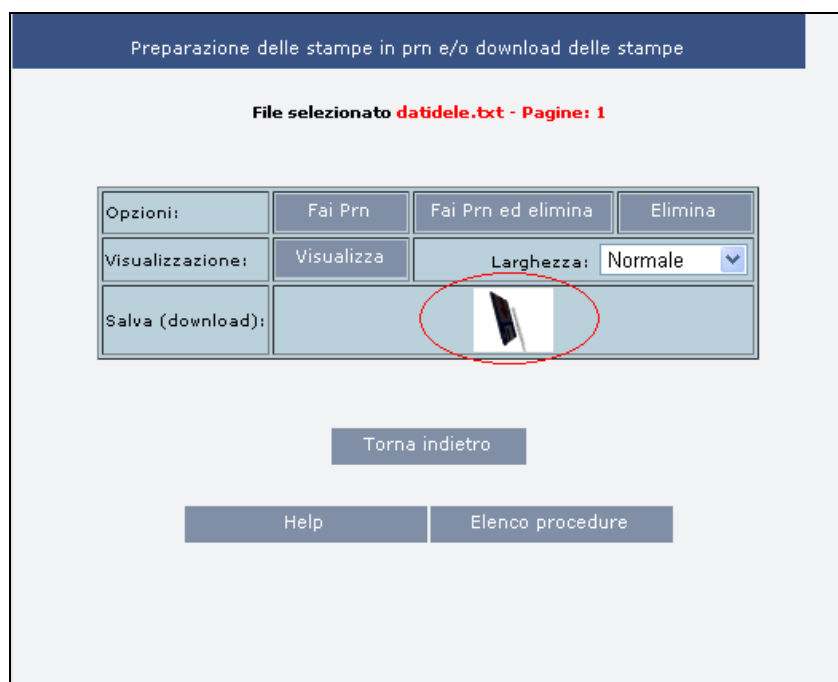 Preparazione delle stampe in prn e/o download delle stampe
File selezionato datidele.txt - Pagine: 1
Opzioni: Fai Prn Fai Prn ed elimina Elimina
Visualizzazione: Visualizza Larghezza: Normale
Salva (download):
Torna indietro
Help Elenco procedure